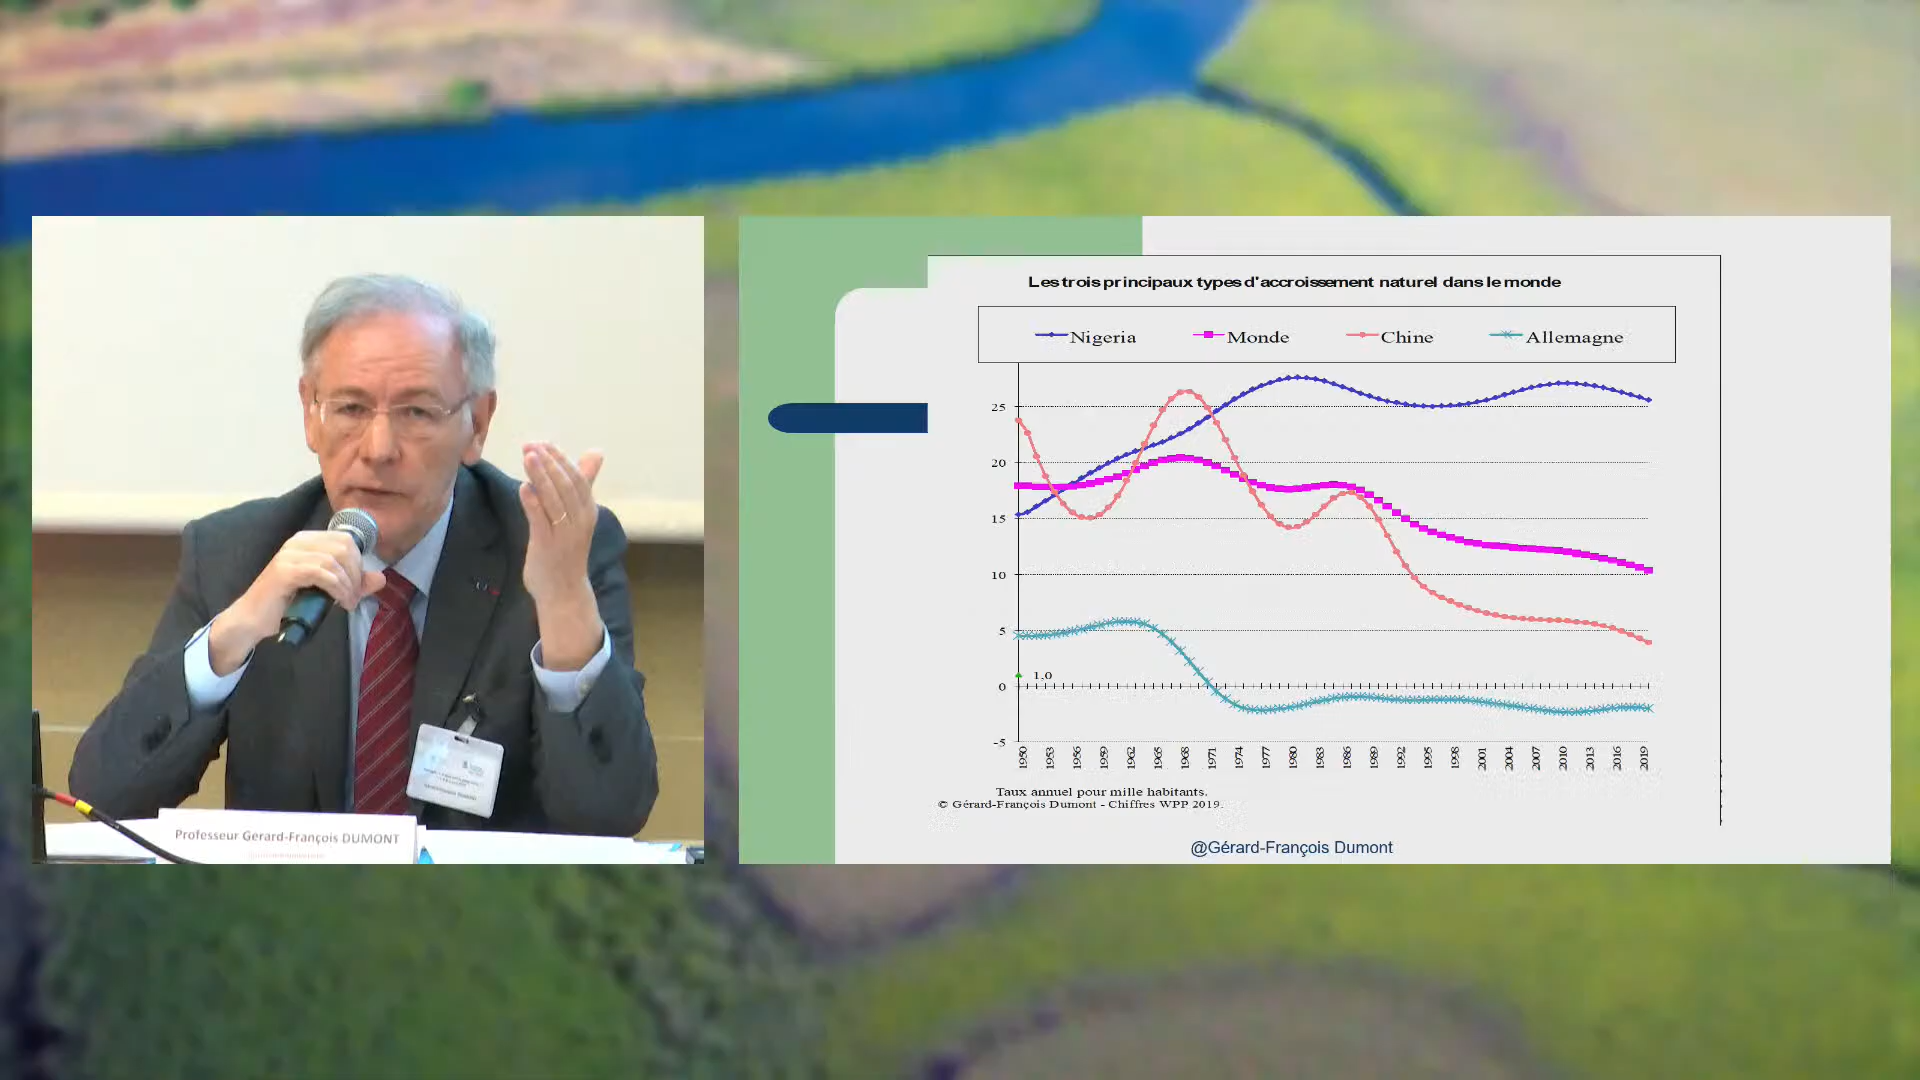 Professeur Gérard-François DUMONT
Les trois principaux types d'accroissement naturel dans le monde
Nigeria Monde Chine Allemagne
25
20
15
10
5
1,0
0
-5
1950 1953 1956 1959 1962 1965 1968 1971 1974 1977 1980 1983 1986 1989 1992 1995 1998 2001 2004 2007 2010 2013 2016 2019
Taux annuel pour mille habitants.
© Gérard-François Dumont - Chiffres WPP 2019.
@Gérard-François Dumont